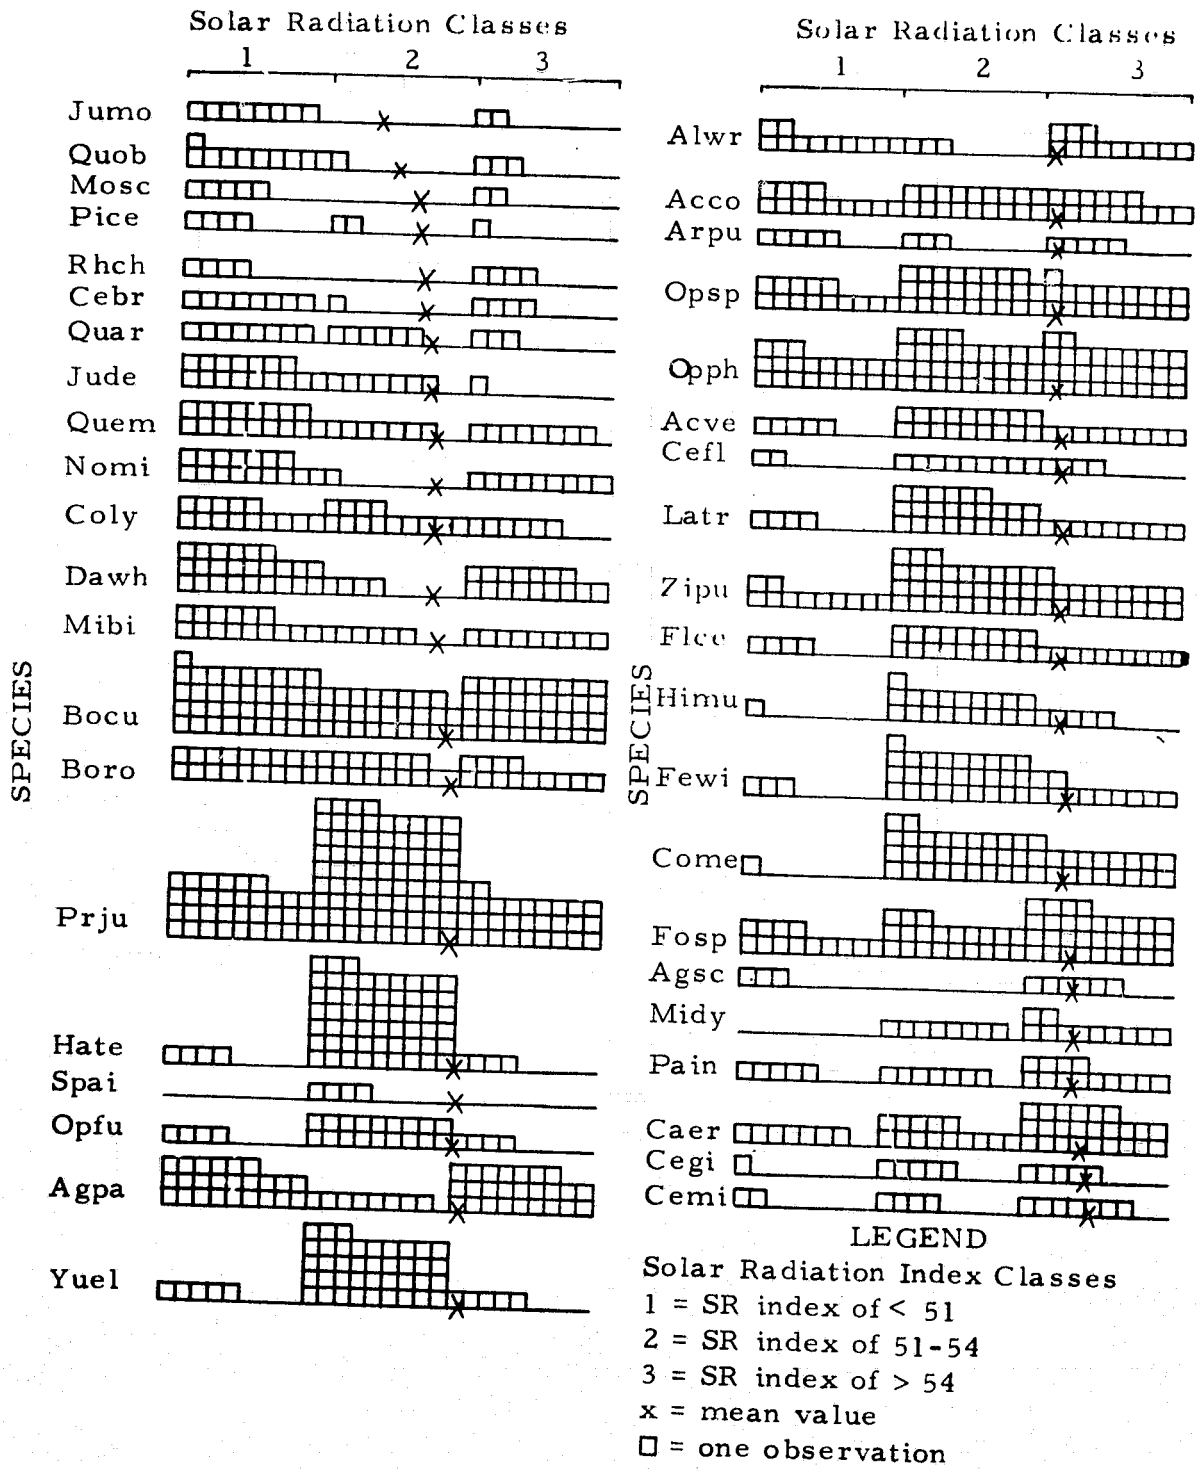 Solar Radiation Classes
1 2 3
Jumo
Quob
Mosc
Pice
Rhch
Cebr
Quar
Jude
Quem
Nomi
Coly
Dawh
Mibi
Bocu
Boro
Prju
Hate
Spai
Opfu
Agpa
Yuel
SPECIES
Solar Radiation Classes
1 2 3
Alwr
Acco
Arpu
Opsp
Opph
Acve
Cefl
Latr
Zipu
Flce
Himu
Fewi
Come
Fosp
Agsc
Midy
Pain
Caer
Cegi
Cemi
SPECIES
LEGEND
Solar Radiation Index Classes
1 = SR index of < 51
2 = SR index of 51-54
3 = SR index of > 54
x = mean value
□ = one observation